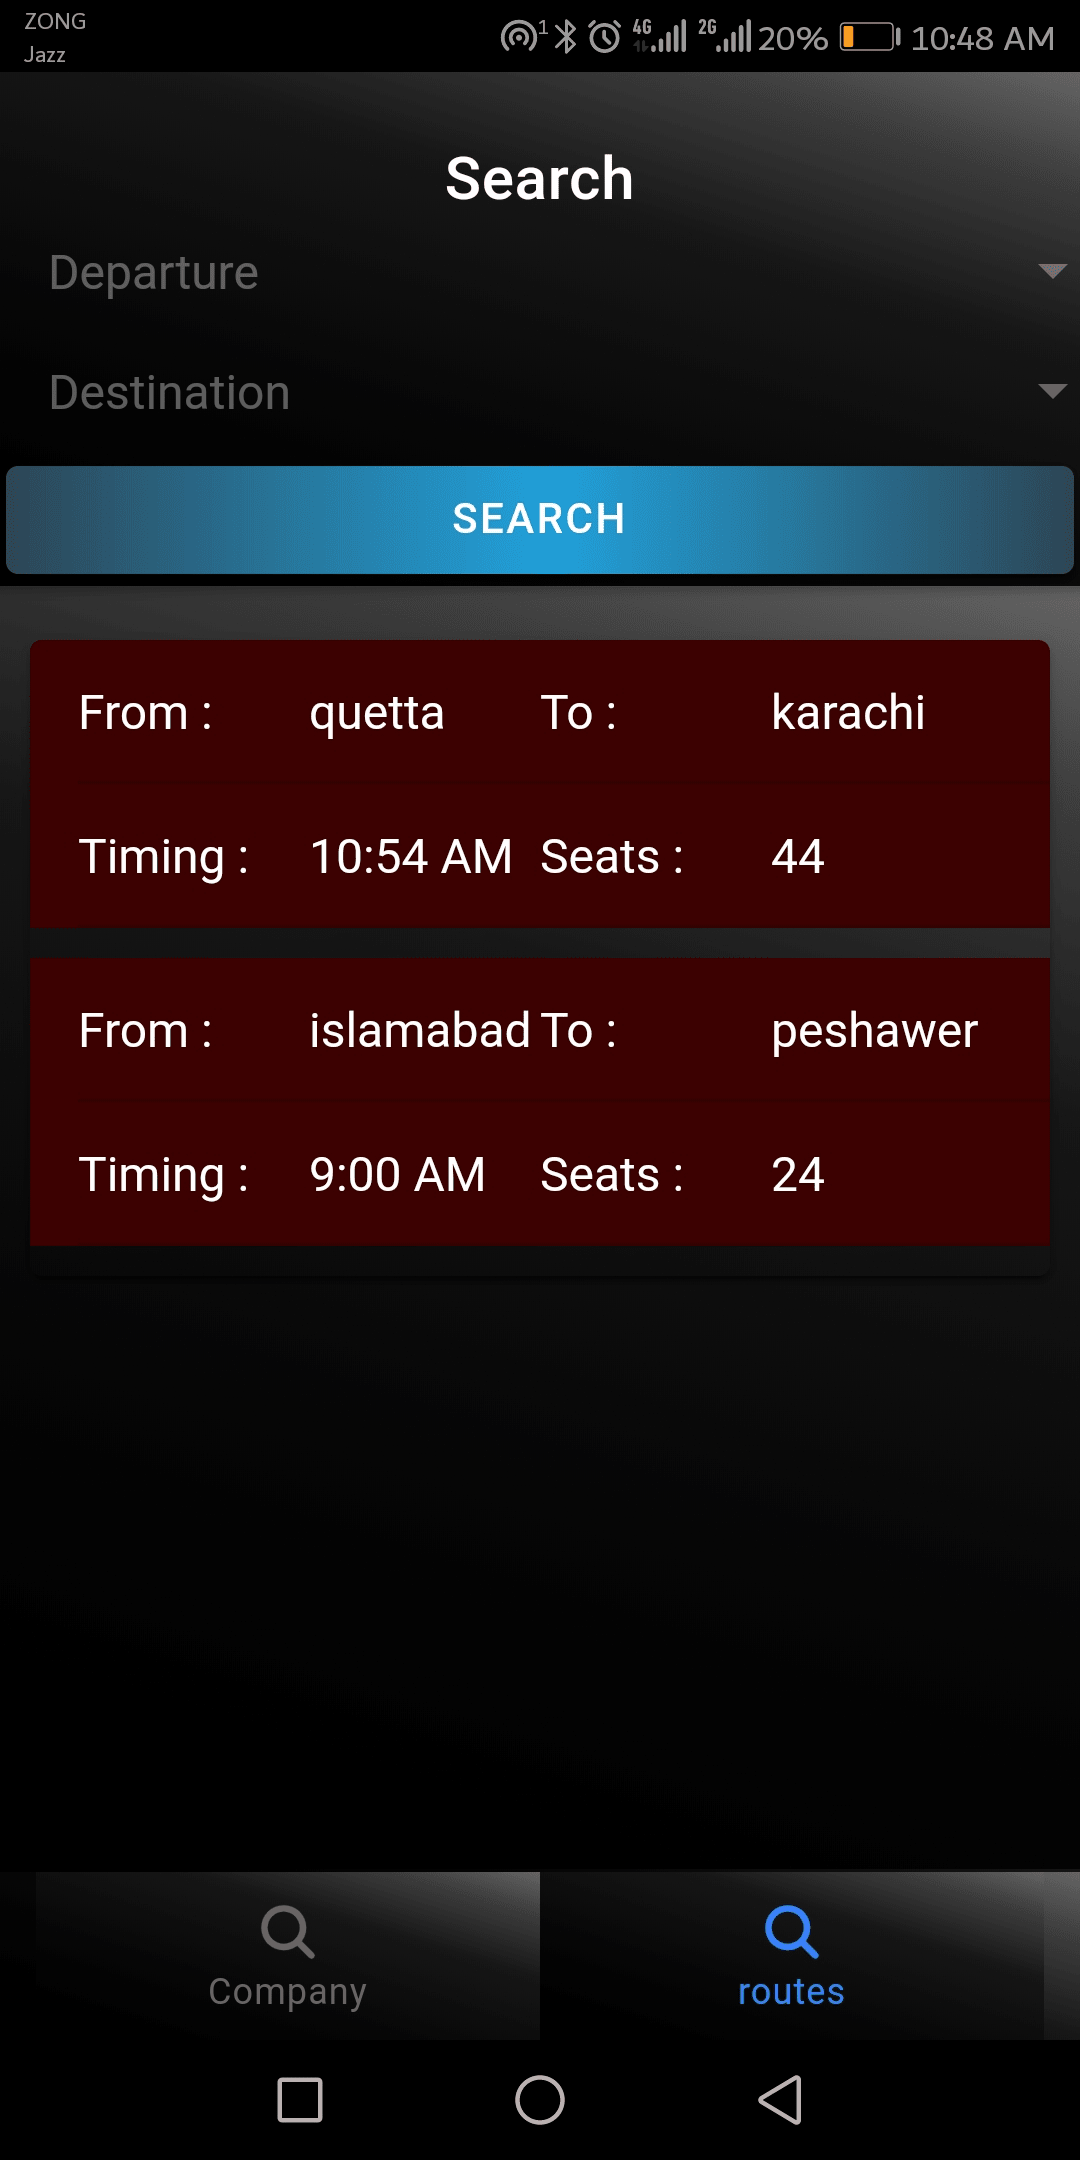 ZONG
Jazz
1 4G 2G 20% 10:48 AM
Search
Departure
Destination
SEARCH
From : quetta To : karachi
Timing : 10:54 AM Seats : 44
From : islamabad To : peshawer
Timing : 9:00 AM Seats : 24
Company routes